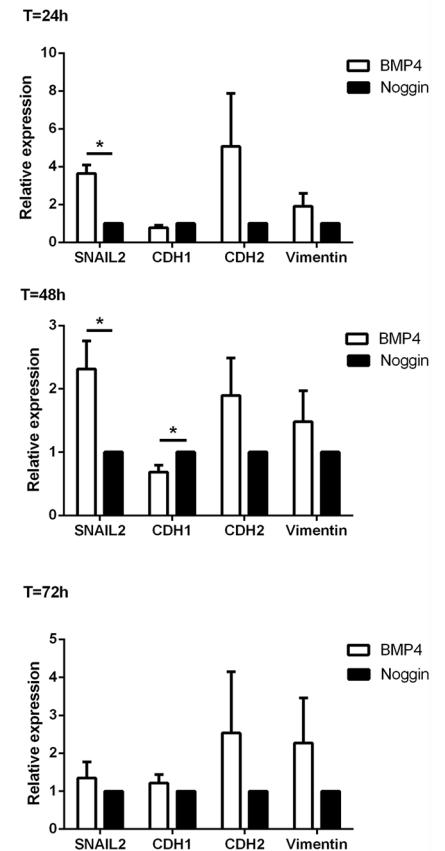 T=24h
10
8
6
4
2
0
Relative expression
*
BMP4
Noggin
SNAIL2 CDH1 CDH2 Vimentin
T=48h
3
2
1
0
Relative expression
*
*
BMP4
Noggin
SNAIL2 CDH1 CDH2 Vimentin
T=72h
5
4
3
2
1
0
Relative expression
BMP4
Noggin
SNAIL2 CDH1 CDH2 Vimentin